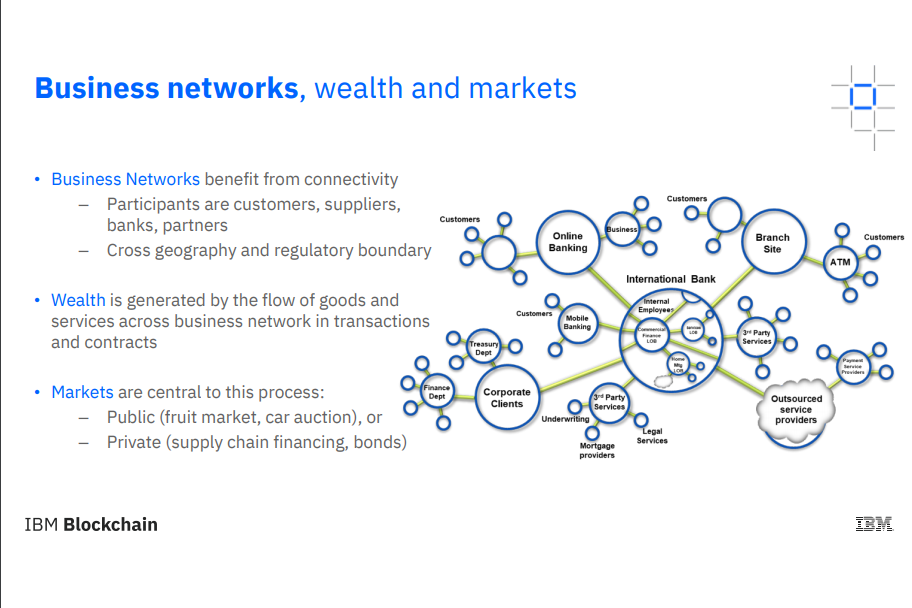 Business networks, wealth and markets
• Business Networks benefit from connectivity
– Participants are customers, suppliers,
banks, partners
– Cross geography and regulatory boundary
• Wealth is generated by the flow of goods and
services across business network in transactions
and contracts
• Markets are central to this process:
– Public (fruit market, car auction), or
– Private (supply chain financing, bonds)
Customers
Online
Banking
Business
Customers
Branch
Site
Customers
ATM
International Bank
Internal
Employees
Commercial
Finance
LOB
Services
LOB
Home
Mtg
LOB
Customers
Mobile
Banking
3rd Party
Services
Treasury
Dept
Finance
Dept
Corporate
Clients
3rd Party
Services
Underwriting
Mortgage
providers
Legal
Services
Payment
Service
Providers
Outsourced
service
providers
IBM Blockchain
IBM